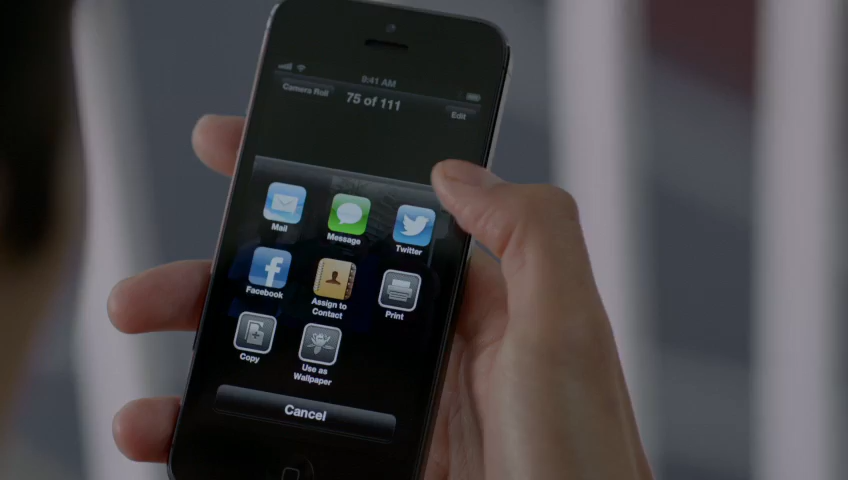 9:41 AM
Camera Roll
75 of 111
Edit
Mail
Message
Twitter
Facebook
Assign to
Contact
Print
Copy
Use as
Wallpaper
Cancel